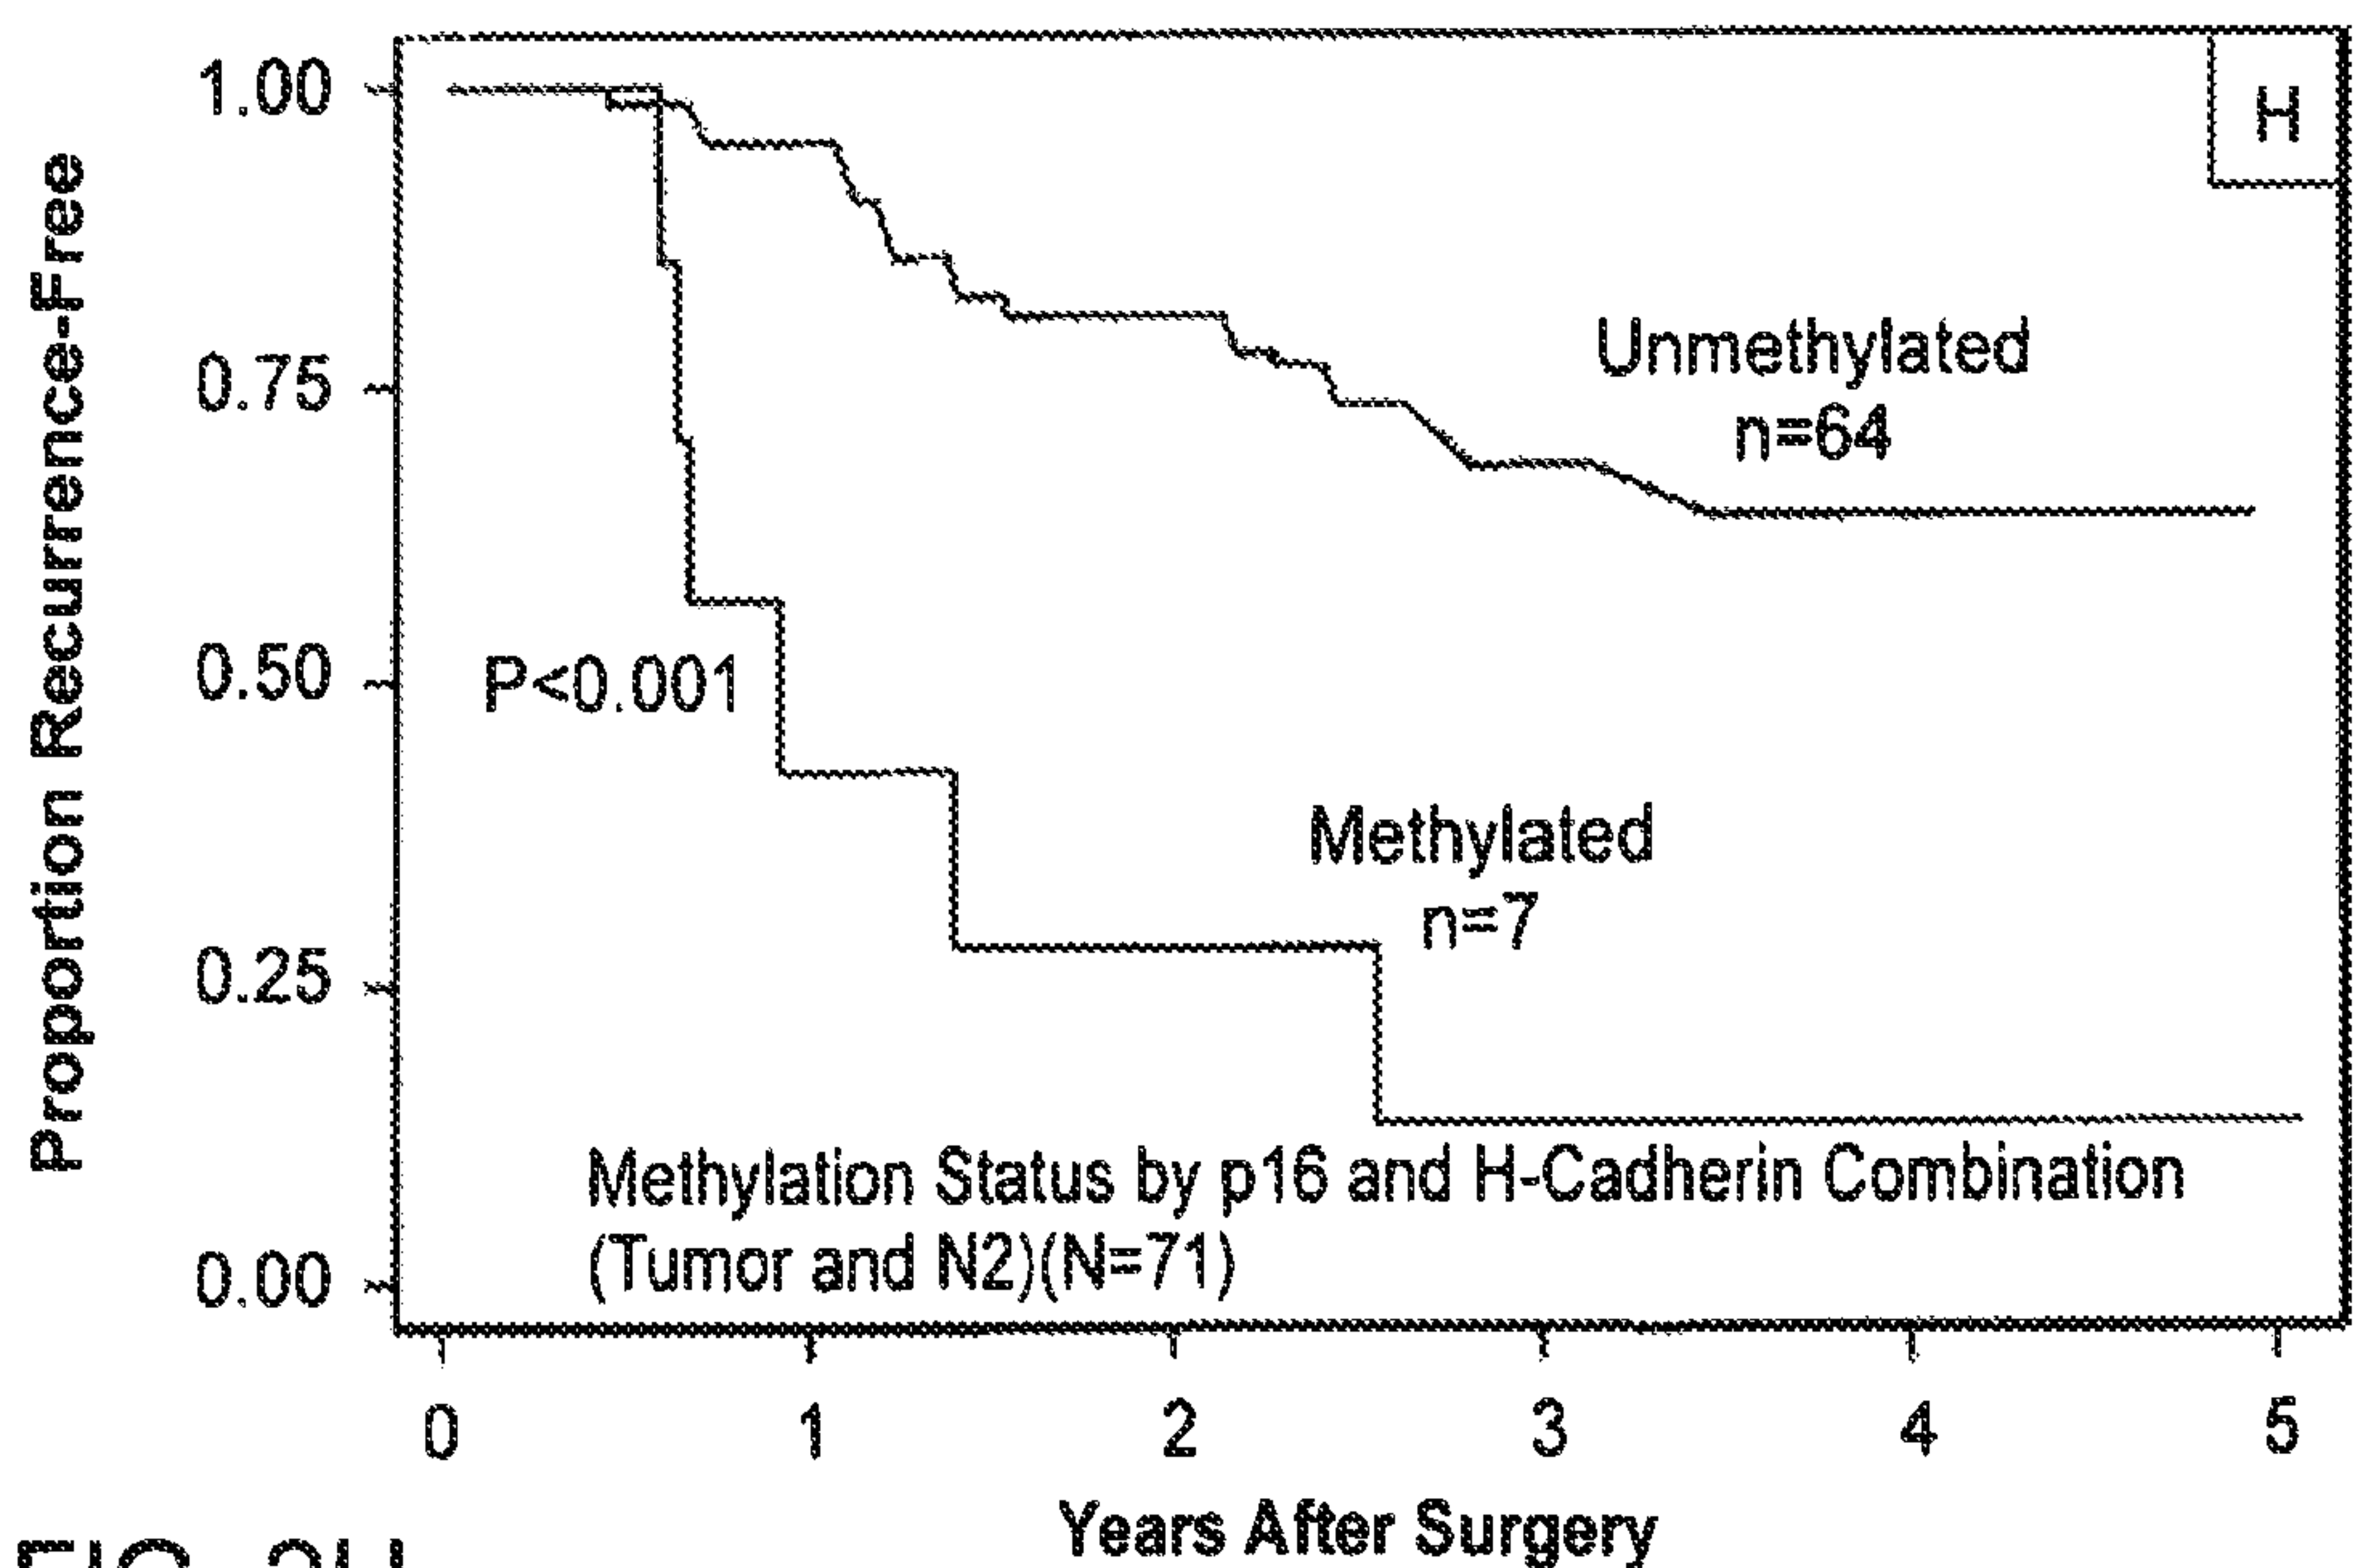 H
1.00
0.75
0.50
0.25
0.00
Proportion Recurrence-Free
Unmethylated
n=64
P<0.001
Methylated
n=7
Methylation Status by p16 and H-Cadherin Combination
(Tumor and N2)(N=71)
0 1 2 3 4 5
Years After Surgery